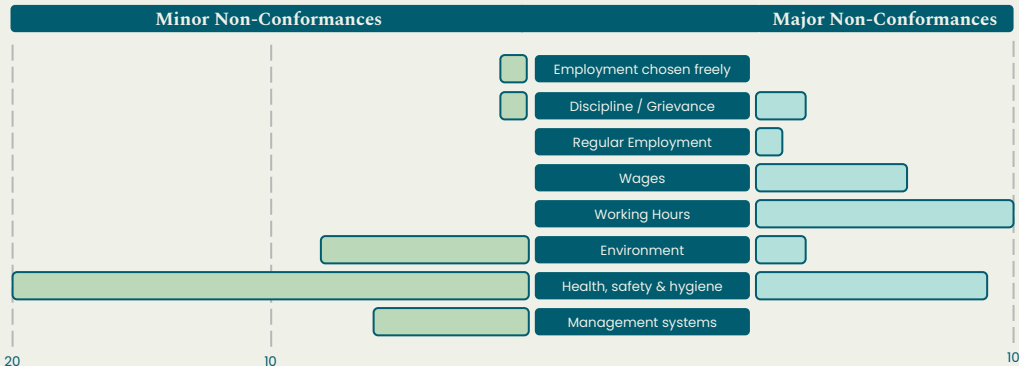 Minor Non-Conformances
Major Non-Conformances
Employment chosen freely
Discipline / Grievance
Regular Employment
Wages
Working Hours
Environment
Health, safety & hygiene
Management systems
20
10
10